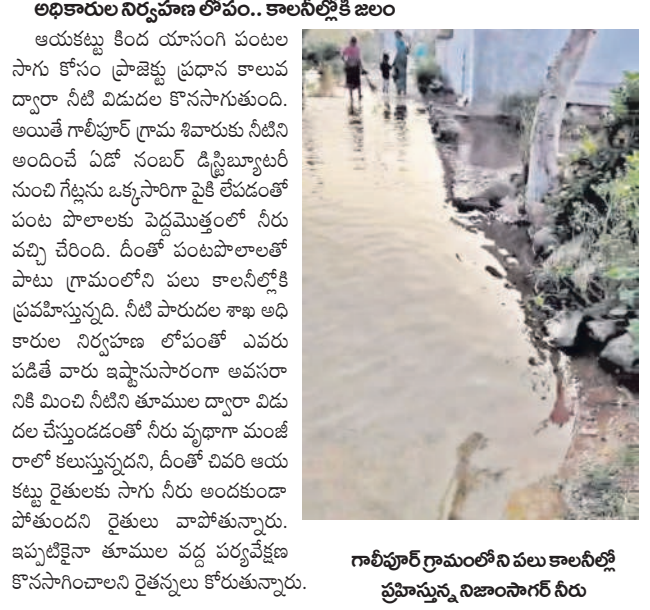 అధికారుల నిర్వహణ లోపం.. కాలనీల్లోకి జలం
ఆయకట్టు కింద యాసంగి పంటల
సాగు కోసం ప్రాజెక్టు ప్రధాన కాలువ
ద్వారా నీటి విడుదల కొనసాగుతుంది.
అయితే గాలీపూర్ గ్రామ శివారుకు నీటిని
అందించే ఏడో నంబర్ డిస్ట్రిబ్యూటరీ
నుంచి గేట్లను ఒక్కసారిగా పైకి లేపడంతో
పంట పొలాలకు పెద్దమొత్తంలో నీరు
వచ్చి చేరింది. దీంతో పంటపొలాలతో
పాటు గ్రామంలోని పలు కాలనీల్లోకి
ప్రవహిస్తున్నది. నీటి పారుదల శాఖ అధి
కారుల నిర్వహణ లోపంతో ఎవరు
పడితే వారు ఇష్టానుసారంగా అవసరా
నికి మించి నీటిని తూముల ద్వారా విడు
దల చేస్తుండడంతో నీరు వృథాగా మంజీ
రాలో కలుస్తున్నదని, దీంతో చివరి ఆయ
కట్టు రైతులకు సాగు నీరు అందకుండా
పోతుందని రైతులు వాపోతున్నారు.
ఇప్పటికైనా తూముల వద్ద పర్యవేక్షణ
కొనసాగించాలని రైతన్నలు కోరుతున్నారు.
గాలీపూర్ గ్రామంలోని పలు కాలనీల్లో
ప్రహిస్తున్న నిజాంసాగర్ నీరు